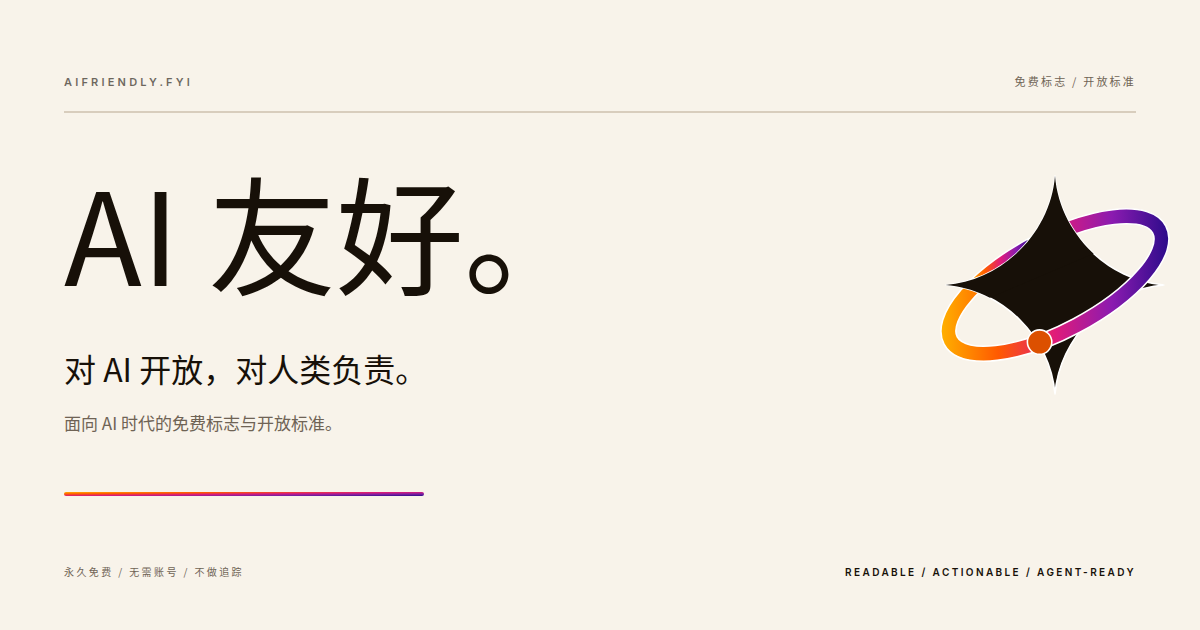 AIFRIENDLY.FYI
免费标志 / 开放标准
AI 友好。
对 AI 开放，对人类负责。
面向 AI 时代的免费标志与开放标准。
永久免费 / 无需账号 / 不做追踪
READABLE / ACTIONABLE / AGENT-READY